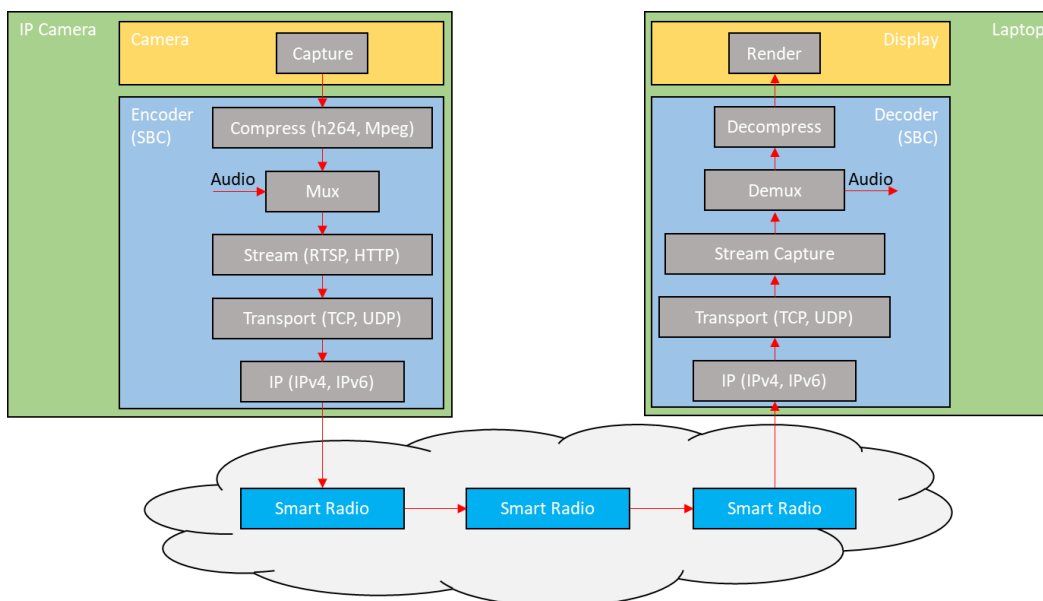 IP Camera
Camera
Capture
Encoder
(SBC)
Compress (h264, Mpeg)
Audio
Mux
Stream (RTSP, HTTP)
Transport (TCP, UDP)
IP (IPv4, IPv6)
Laptop
Display
Render
Decoder
(SBC)
Decompress
Demux
Audio
Stream Capture
Transport (TCP, UDP)
IP (IPv4, IPv6)
Smart Radio
Smart Radio
Smart Radio